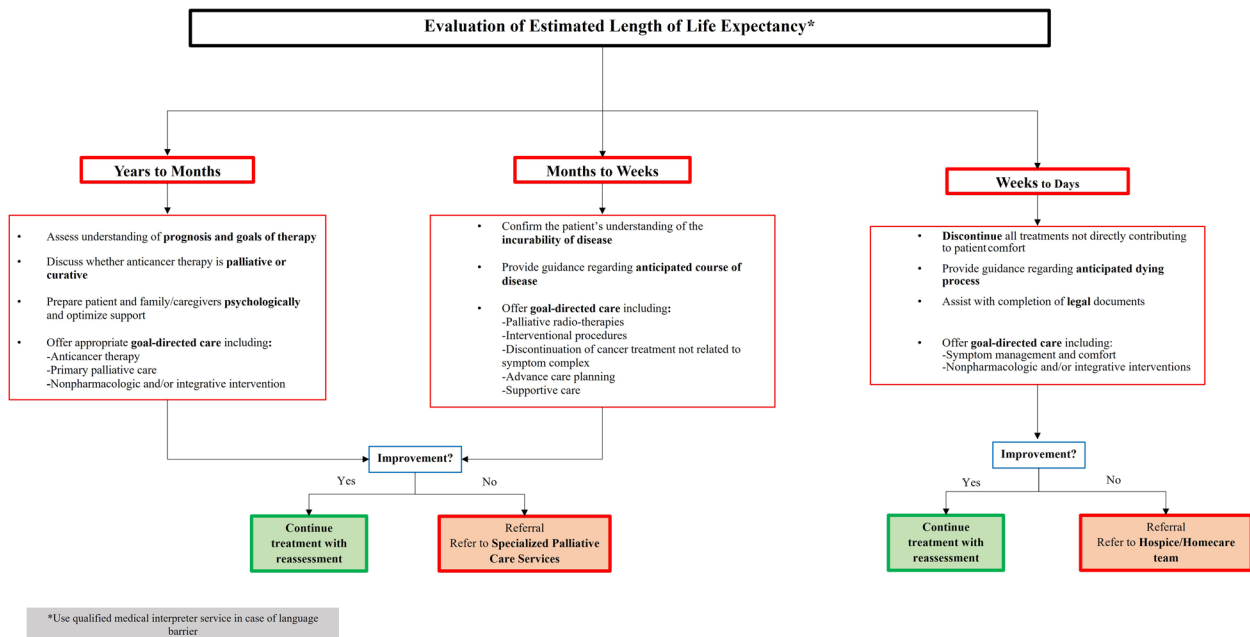 Evaluation of Estimated Length of Life Expectancy*
Years to Months
• Assess understanding of prognosis and goals of therapy
• Discuss whether anticancer therapy is palliative or
curative
• Prepare patient and family/caregivers psychologically
and optimize support
• Offer appropriate goal-directed care including:
-Anticancer therapy
-Primary palliative care
-Nonpharmacologic and/or integrative intervention
Months to Weeks
• Confirm the patient's understanding of the
incurability of disease
• Provide guidance regarding anticipated course of
disease
• Offer goal-directed care including:
-Palliative radio-therapies
-Interventional procedures
-Discontinuation of cancer treatment not related to
symptom complex
-Advance care planning
-Supportive care
Weeks to Days
• Discontinue all treatments not directly contributing
to patient comfort
• Provide guidance regarding anticipated dying
process
• Assist with completion of legal documents
• Offer goal-directed care including:
-Symptom management and comfort
-Nonpharmacologic and/or integrative interventions
Improvement?
Yes
No
Continue
treatment with
reassessment
Referral
Refer to Specialized Palliative
Care Services
Improvement?
Yes
No
Continue
treatment with
reassessment
Referral
Refer to Hospice/Homecare
team
*Use qualified medical interpreter service in case of language
barrier